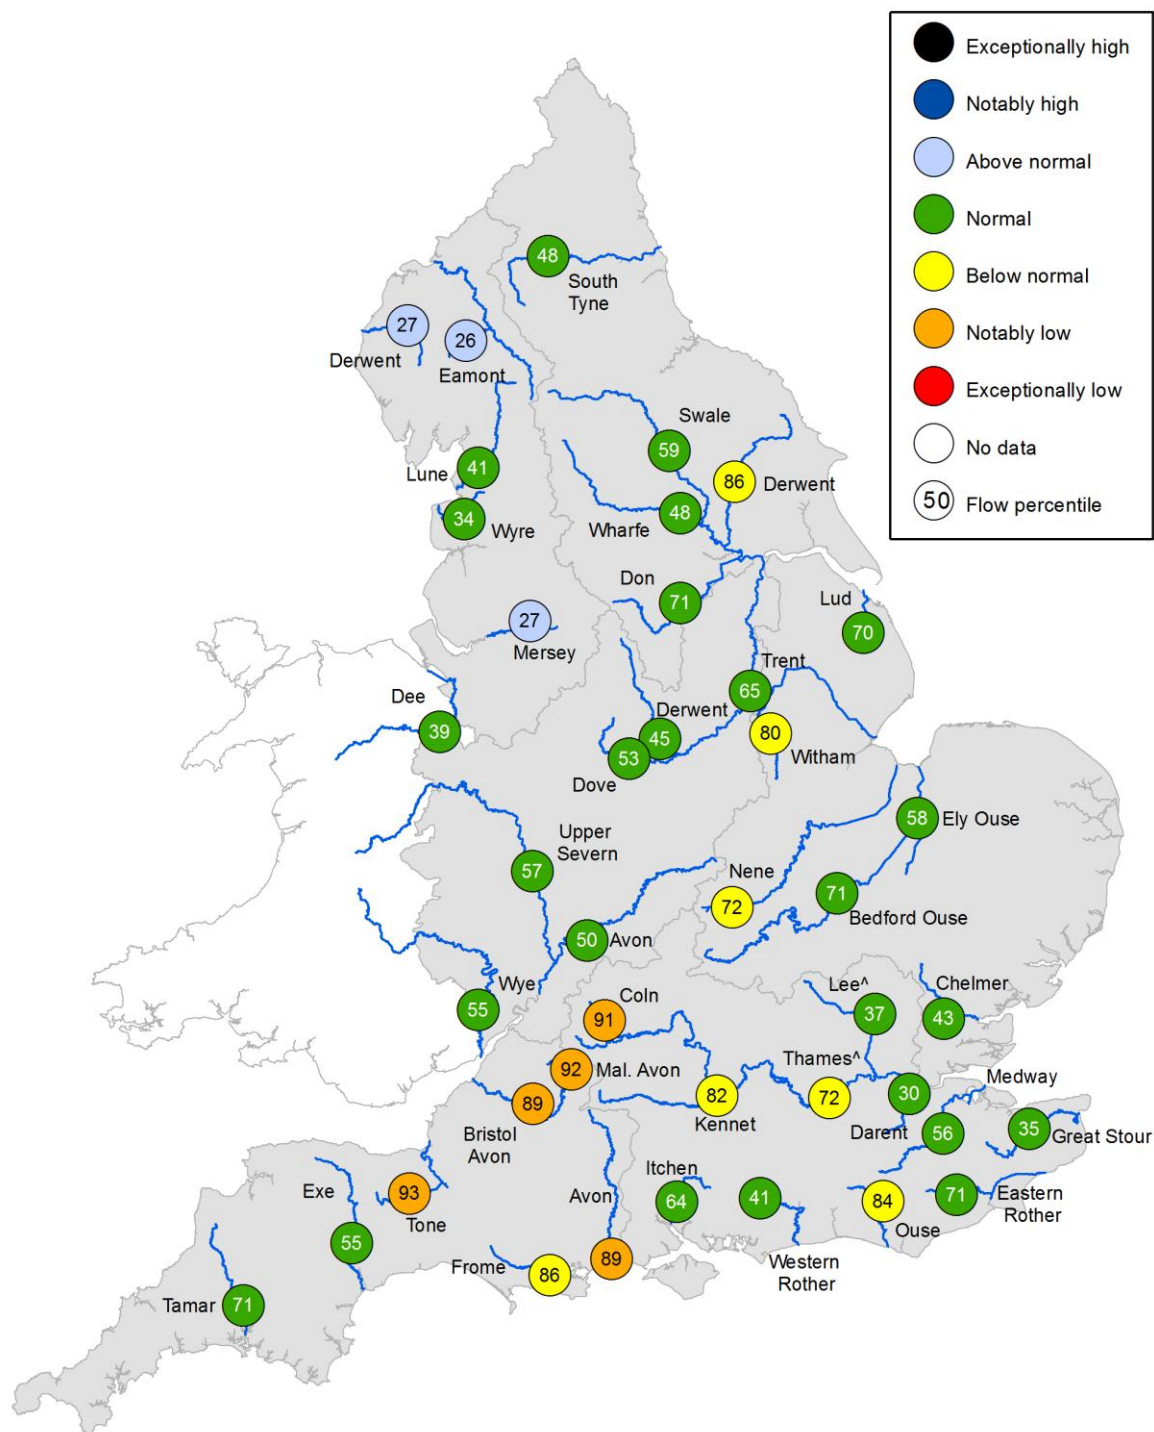 Exceptionally high
Notably high
Above normal
Normal
Below normal
Notably low
Exceptionally low
No data
50
Flow percentile
48
South
Tyne
27
Derwent
26
Eamont
Swale
59
86
Derwent
Lune
41
34
Wyre
Wharfe
48
Don
71
Lud
70
27
Mersey
Trent
65
Dee
39
Derwent
45
53
Dove
80
Witham
58
Ely Ouse
Upper
Severn
57
Nene
72
71
Bedford Ouse
50
Avon
Wye
55
Coln
91
Lee^
37
Chelmer
43
92
Mal. Avon
89
Bristol
Avon
82
Kennet
Thames^
72
30
Darent
Medway
56
35
Great Stour
Exe
55
93
Tone
Avon
89
Itchen
64
41
Western
Rother
84
Ouse
71
Eastern
Rother
Frome
86
Tamar
71